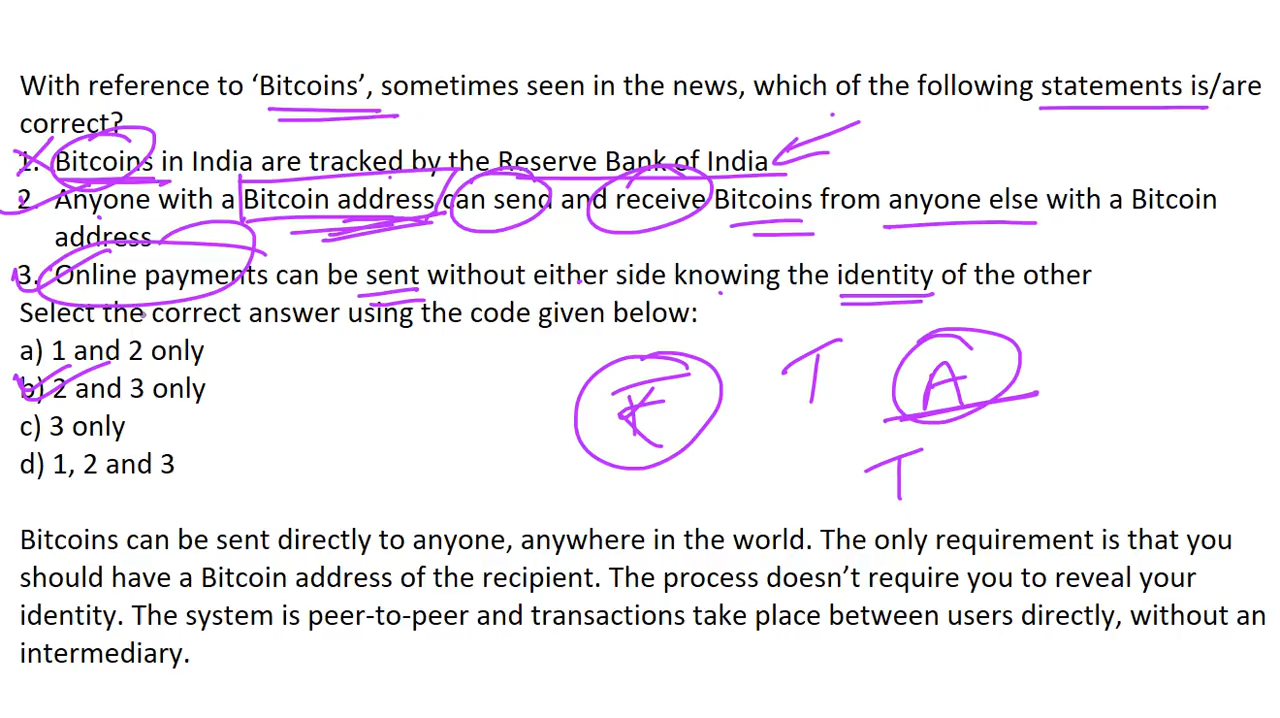 With reference to ‘Bitcoins’, sometimes seen in the news, which of the following statements is/are
correct?
1. Bitcoins in India are tracked by the Reserve Bank of India
2. Anyone with a Bitcoin address can send and receive Bitcoins from anyone else with a Bitcoin
address
3. Online payments can be sent without either side knowing the identity of the other
Select the correct answer using the code given below:
a) 1 and 2 only
b) 2 and 3 only
c) 3 only
d) 1, 2 and 3
T A
T
Bitcoins can be sent directly to anyone, anywhere in the world. The only requirement is that you
should have a Bitcoin address of the recipient. The process doesn’t require you to reveal your
identity. The system is peer-to-peer and transactions take place between users directly, without an
intermediary.